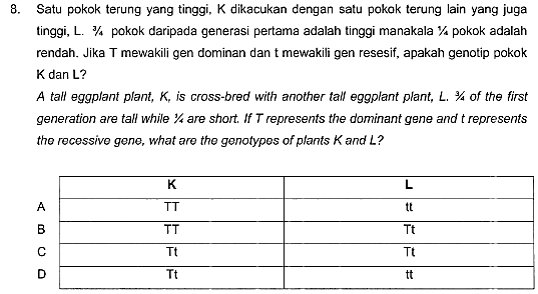 8. Satu pokok terung yang tinggi, K dikacukan dengan satu pokok terung lain yang juga
tinggi, L. ¾ pokok daripada generasi pertama adalah tinggi manakala ¼ pokok adalah
rendah. Jika T mewakili gen dominan dan t mewakili gen resesif, apakah genotip pokok
K dan L?
A tall eggplant plant, K, is cross-bred with another tall eggplant plant, L. ¾ of the first
generation are tall while ¼ are short. If T represents the dominant gene and t represents
the recessive gene, what are the genotypes of plants K and L?
K L
A TT tt
B TT Tt
C Tt Tt
D Tt tt